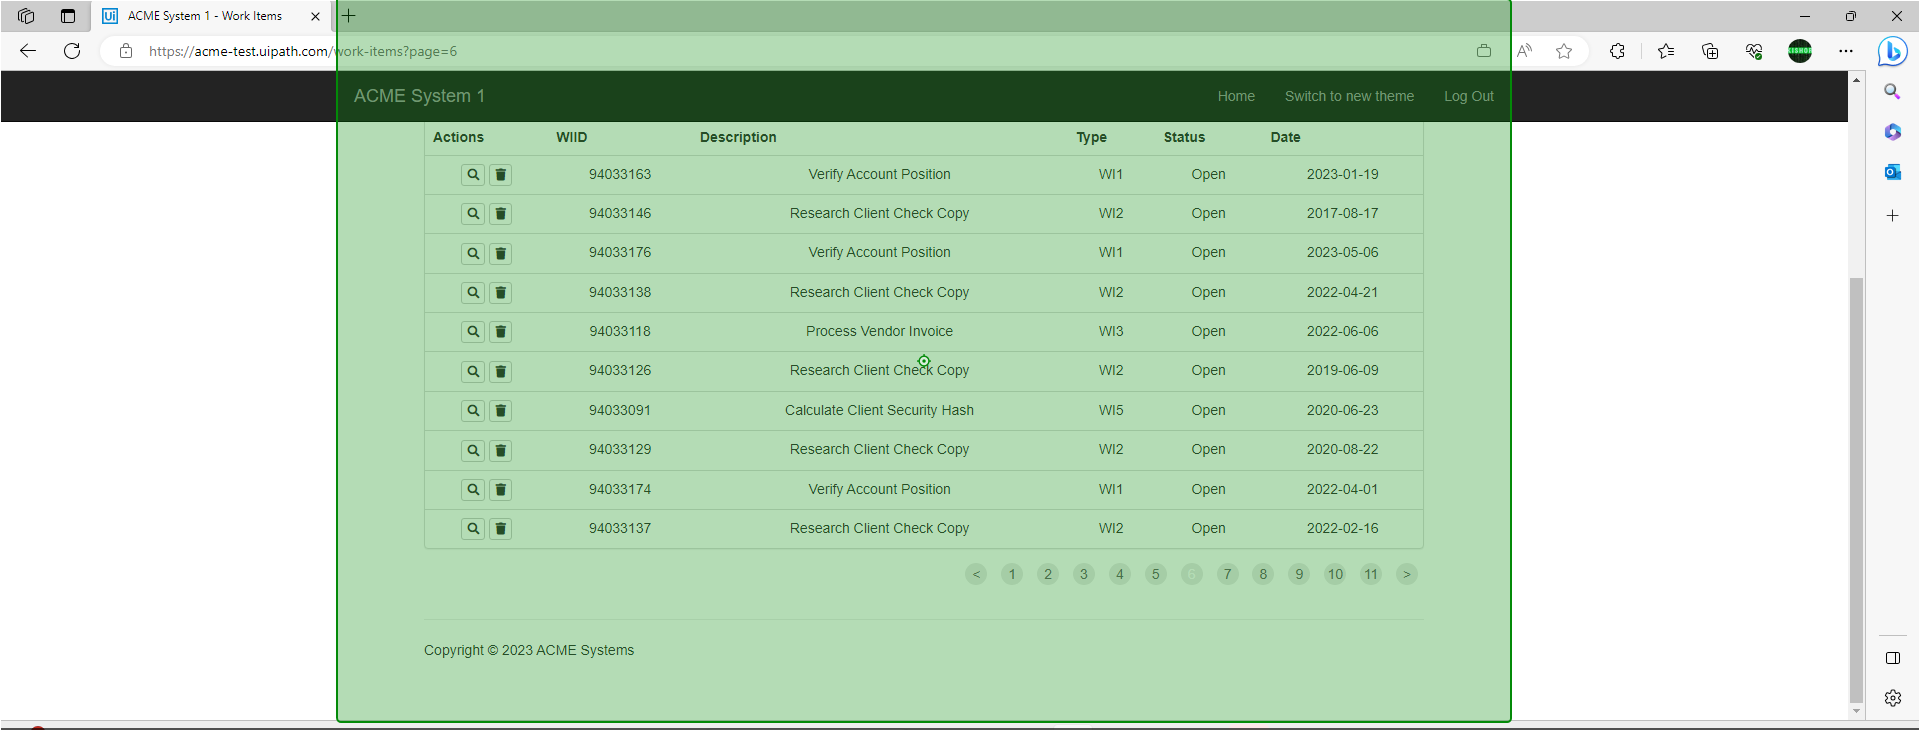 ACME System 1 - Work Items
https://acme-test.uipath.com/work-items?page=6
ACME System 1 Home Switch to new theme Log Out
Actions WIID Description Type Status Date
94033163 Verify Account Position WI1 Open 2023-01-19
94033146 Research Client Check Copy WI2 Open 2017-08-17
94033176 Verify Account Position WI1 Open 2023-05-06
94033138 Research Client Check Copy WI2 Open 2022-04-21
94033118 Process Vendor Invoice WI3 Open 2022-06-06
94033126 Research Client Check Copy WI2 Open 2019-06-09
94033091 Calculate Client Security Hash WI5 Open 2020-06-23
94033129 Research Client Check Copy WI2 Open 2020-08-22
94033174 Verify Account Position WI1 Open 2022-04-01
94033137 Research Client Check Copy WI2 Open 2022-02-16
< 1 2 3 4 5 6 7 8 9 10 11 >
Copyright © 2023 ACME Systems